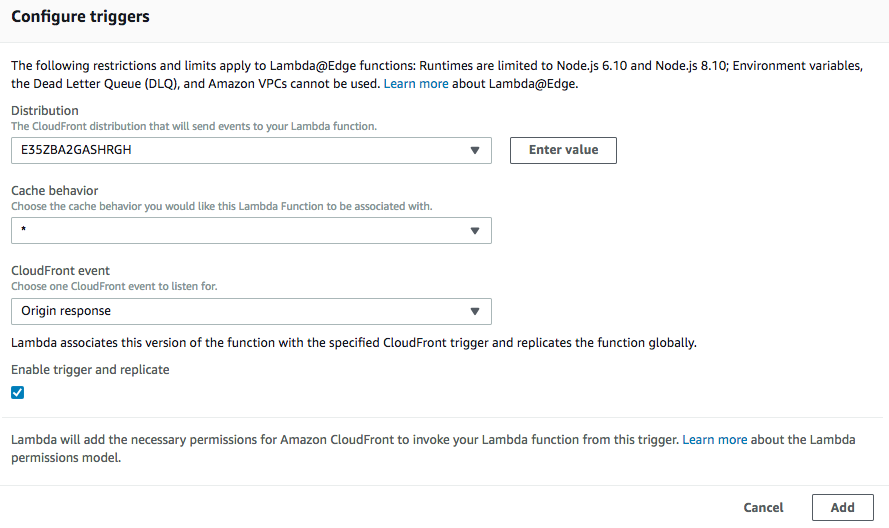 Configure triggers
The following restrictions and limits apply to Lambda@Edge functions: Runtimes are limited to Node.js 6.10 and Node.js 8.10; Environment variables,
the Dead Letter Queue (DLQ), and Amazon VPCs cannot be used. Learn more about Lambda@Edge.
Distribution
The CloudFront distribution that will send events to your Lambda function.
E35ZBA2GASHRGH
Enter value
Cache behavior
Choose the cache behavior you would like this Lambda Function to be associated with.
*
CloudFront event
Choose one CloudFront event to listen for.
Origin response
Lambda associates this version of the function with the specified CloudFront trigger and replicates the function globally.
Enable trigger and replicate
Lambda will add the necessary permissions for Amazon CloudFront to invoke your Lambda function from this trigger. Learn more about the Lambda
permissions model.
Cancel
Add